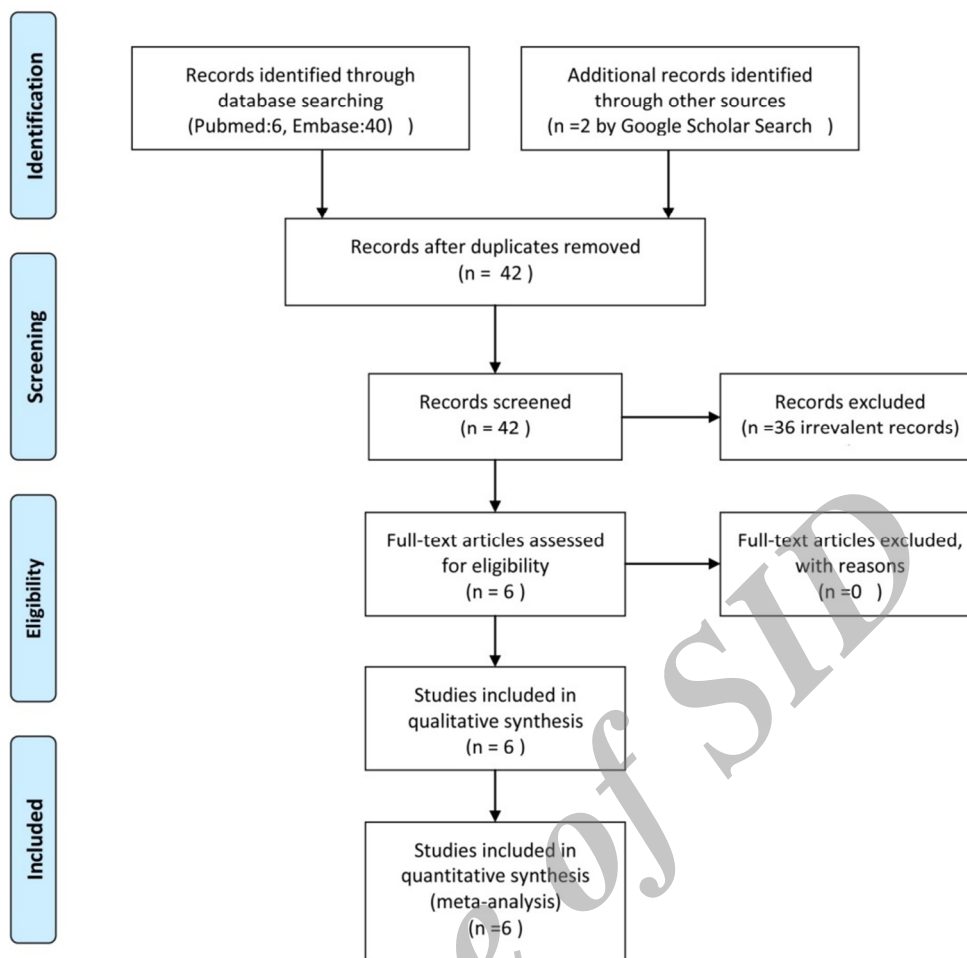 Identification
Records identified through
database searching
(Pubmed:6, Embase:40) )
Additional records identified
through other sources
(n =2 by Google Scholar Search )
Records after duplicates removed
(n = 42 )
Screening
Records screened
(n = 42 )
Records excluded
(n =36 irrevalent records)
Eligibility
Full-text articles assessed
for eligibility
(n = 6 )
Full-text articles excluded,
with reasons
(n =0 )
Studies included in
qualitative synthesis
(n = 6 )
Included
Studies included in
quantitative synthesis
(meta-analysis)
(n =6 )
e of SID